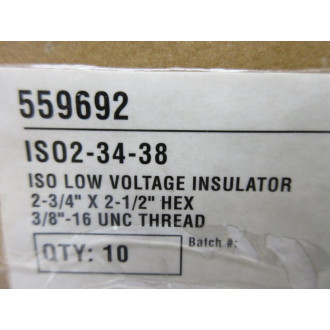 559692
ISO2-34-38
ISO LOW VOLTAGE INSULATOR
2-3/4" X 2-1/2" HEX
3/8"-16 UNC THREAD
QTY: 10
Batch #: